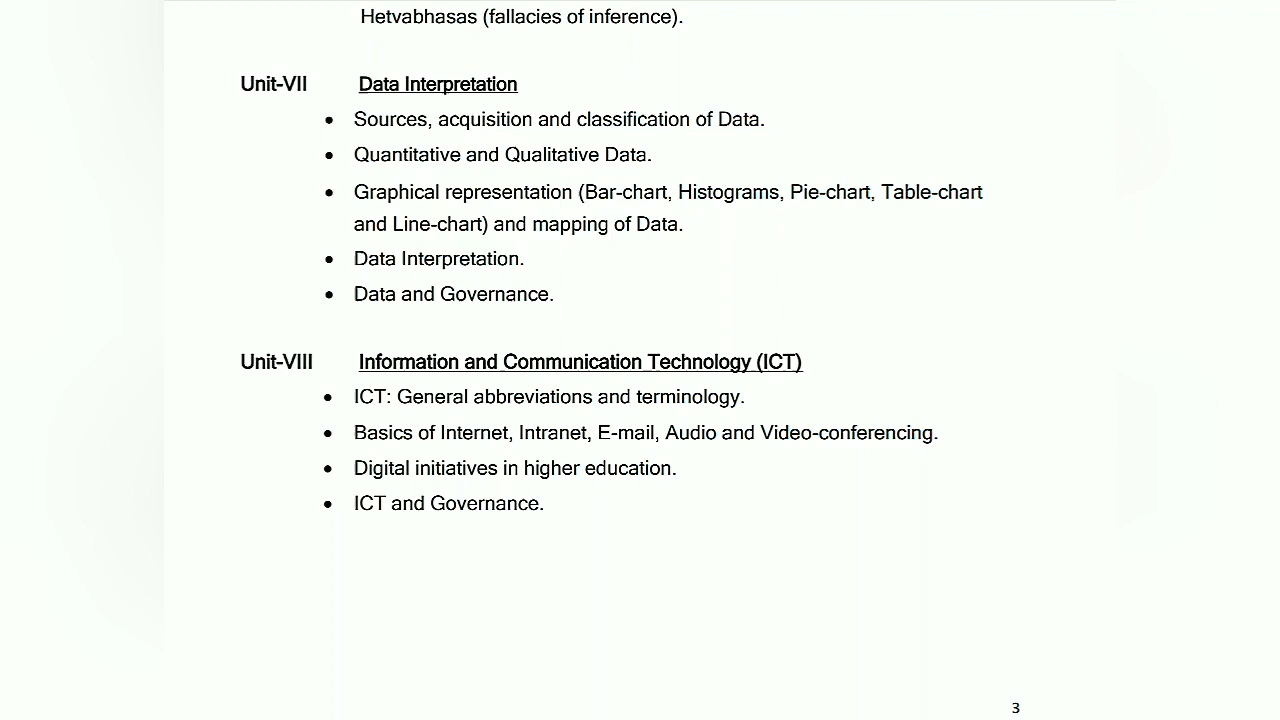 Hetvabhasas (fallacies of inference).
Unit-VII Data Interpretation
• Sources, acquisition and classification of Data.
• Quantitative and Qualitative Data.
• Graphical representation (Bar-chart, Histograms, Pie-chart, Table-chart
and Line-chart) and mapping of Data.
• Data Interpretation.
• Data and Governance.
Unit-VIII Information and Communication Technology (ICT)
• ICT: General abbreviations and terminology.
• Basics of Internet, Intranet, E-mail, Audio and Video-conferencing.
• Digital initiatives in higher education.
• ICT and Governance.
3